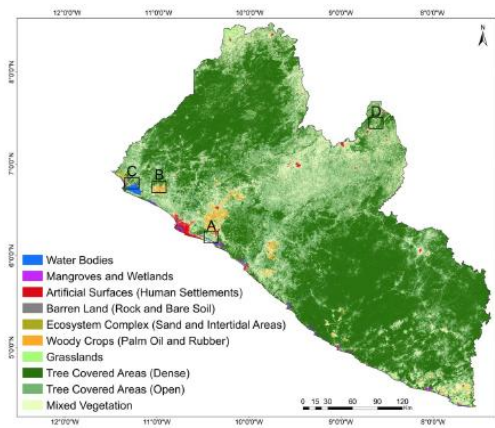 12°0'0"W 11°0'0"W 10°0'0"W 9°0'0"W 8°0'0"W
N
8°0'0"N
7°0'0"N
6°0'0"N
5°0'0"N
D
C
B
A
Water Bodies
Mangroves and Wetlands
Artificial Surfaces (Human Settlements)
Barren Land (Rock and Bare Soil)
Ecosystem Complex (Sand and Intertidal Areas)
Woody Crops (Palm Oil and Rubber)
Grasslands
Tree Covered Areas (Dense)
Tree Covered Areas (Open)
Mixed Vegetation
0 15 30 60 90 120
12°0'0"W 11°0'0"W 10°0'0"W 9°0'0"W 8°0'0"W